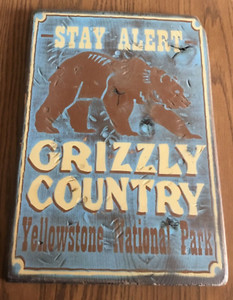 STAY ALERT
GRIZZLY
COUNTRY
Yellowstone National Park